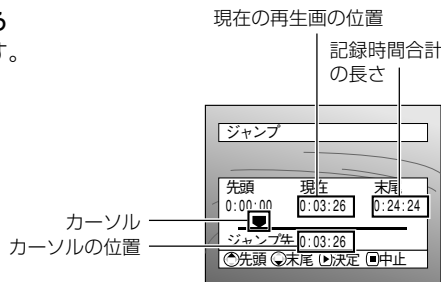 る
す。
現在の再生画の位置
記録時間合計
の長さ
ジャンプ
先頭 現在 末尾
0:00:00 0:03:26 0:24:24
カーソル
カーソルの位置
ジャンプ先 0:03:26
先頭 末尾 決定 中止